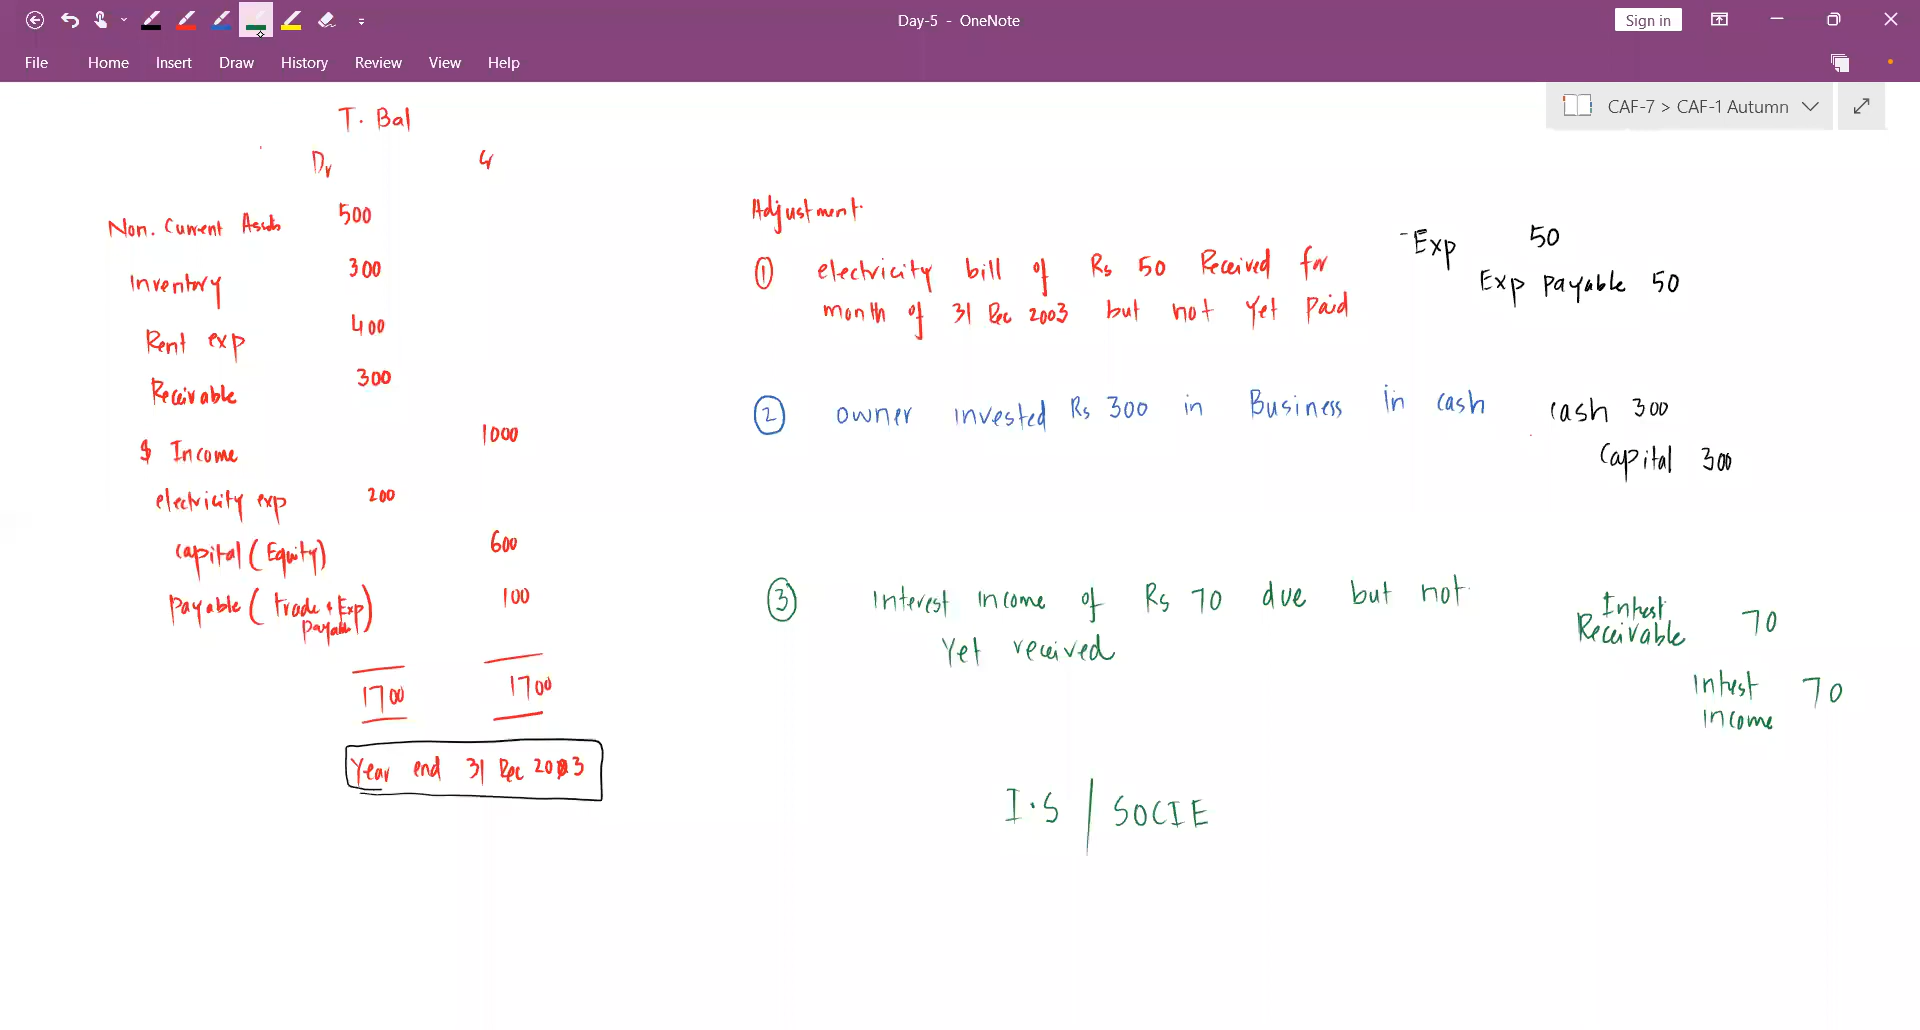 Day-5 - OneNote
Sign in
File Home Insert Draw History Review View Help
CAF-7 > CAF-1 Autumn
T. Bal
Dr Cr
Non. Current Assets 500
Inventory 300
Rent exp 400
Receivable 300
$ Income 1000
electricity exp 200
capital (Equity) 600
payable (trade + Exp 100
payable)
1700 1700
Year end 31 Dec 2003
Adjustment
① electricity bill of Rs 50 Received for
month of 31 Dec 2003 but not Yet paid
Exp 50
Exp payable 50
② owner invested Rs 300 in Business in cash
cash 300
Capital 300
③ interest income of Rs 70 due but not
Yet received
Intrest
Receivable 70
Intrest 70
income
I.S | SOCIE